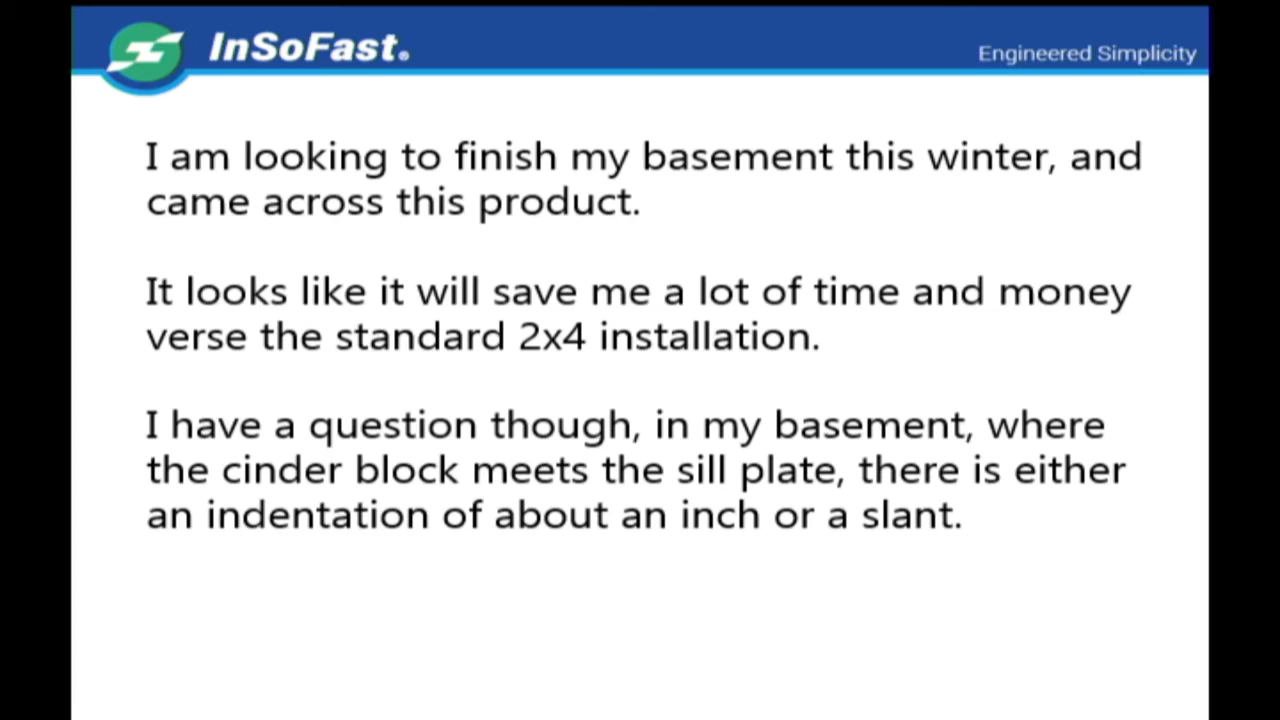 InSoFast.
Engineered Simplicity
I am looking to finish my basement this winter, and
came across this product.
It looks like it will save me a lot of time and money
verse the standard 2x4 installation.
I have a question though, in my basement, where
the cinder block meets the sill plate, there is either
an indentation of about an inch or a slant.